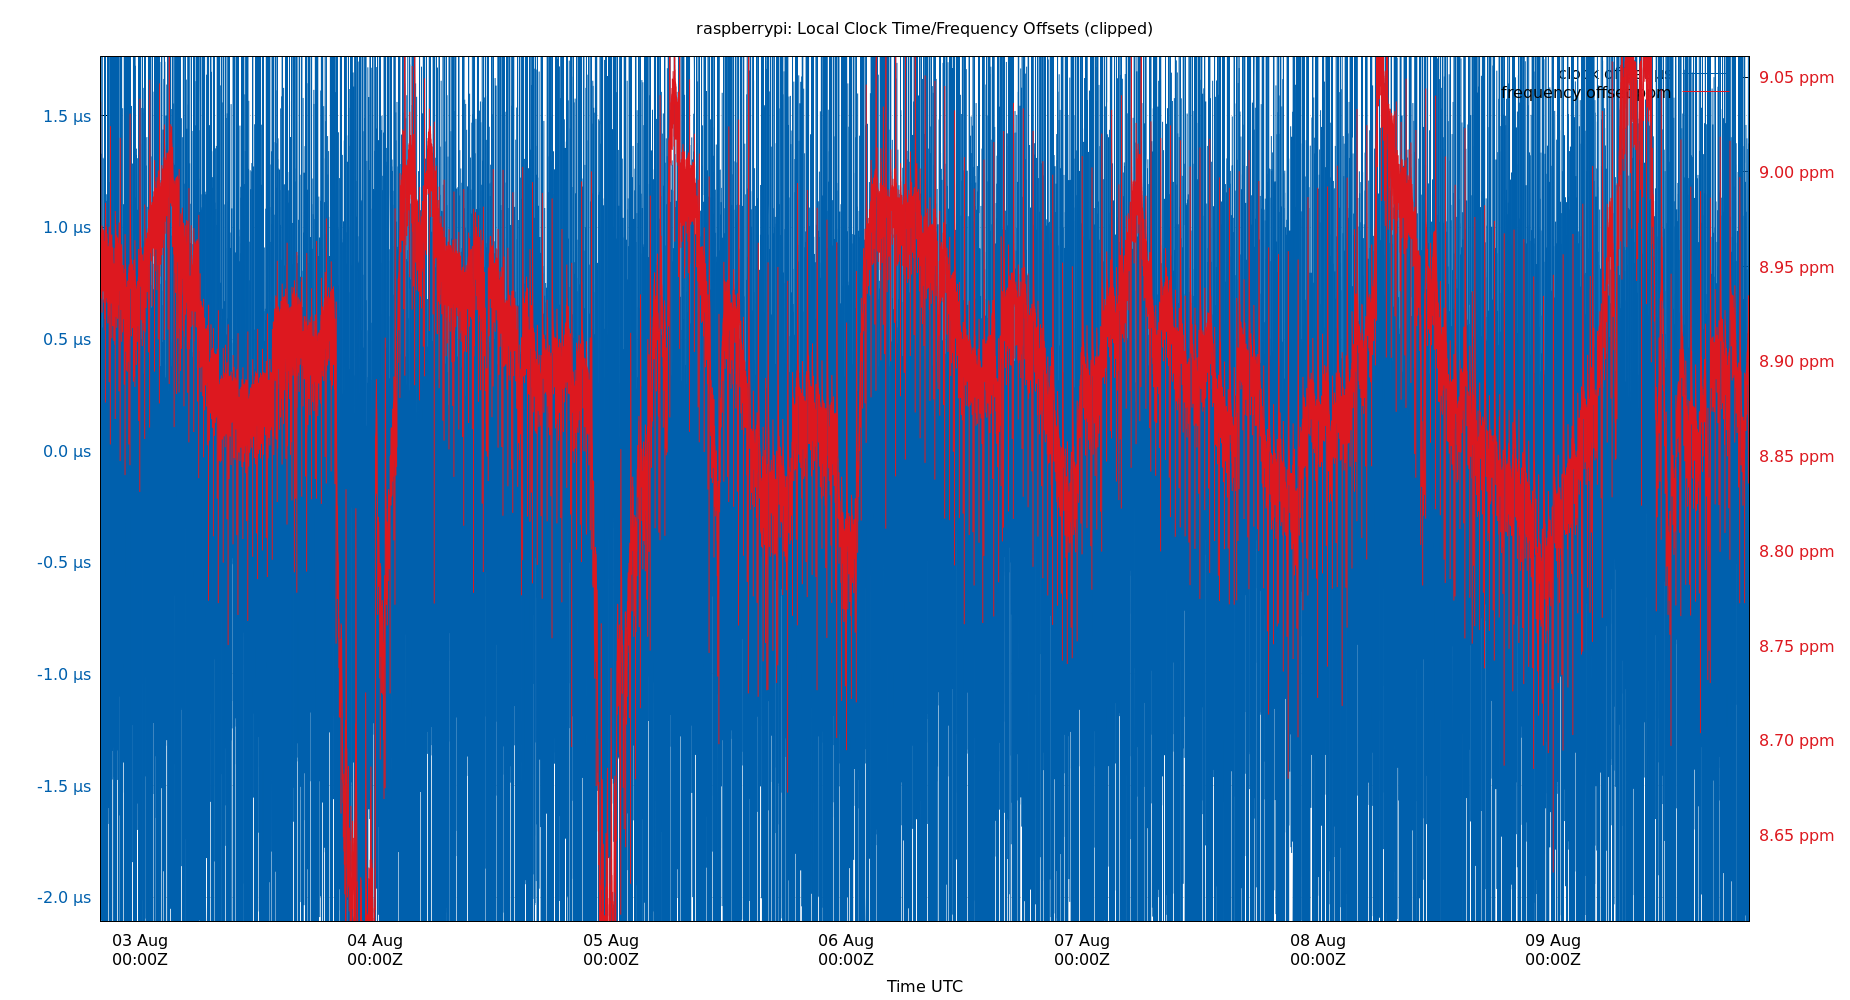 raspberrypi: Local Clock Time/Frequency Offsets (clipped)
clock offset µs
frequency offset ppm
1.5 µs
1.0 µs
0.5 µs
0.0 µs
-0.5 µs
-1.0 µs
-1.5 µs
-2.0 µs
9.05 ppm
9.00 ppm
8.95 ppm
8.90 ppm
8.85 ppm
8.80 ppm
8.75 ppm
8.70 ppm
8.65 ppm
03 Aug 04 Aug 05 Aug 06 Aug 07 Aug 08 Aug 09 Aug
00:00Z 00:00Z 00:00Z 00:00Z 00:00Z 00:00Z 00:00Z
Time UTC